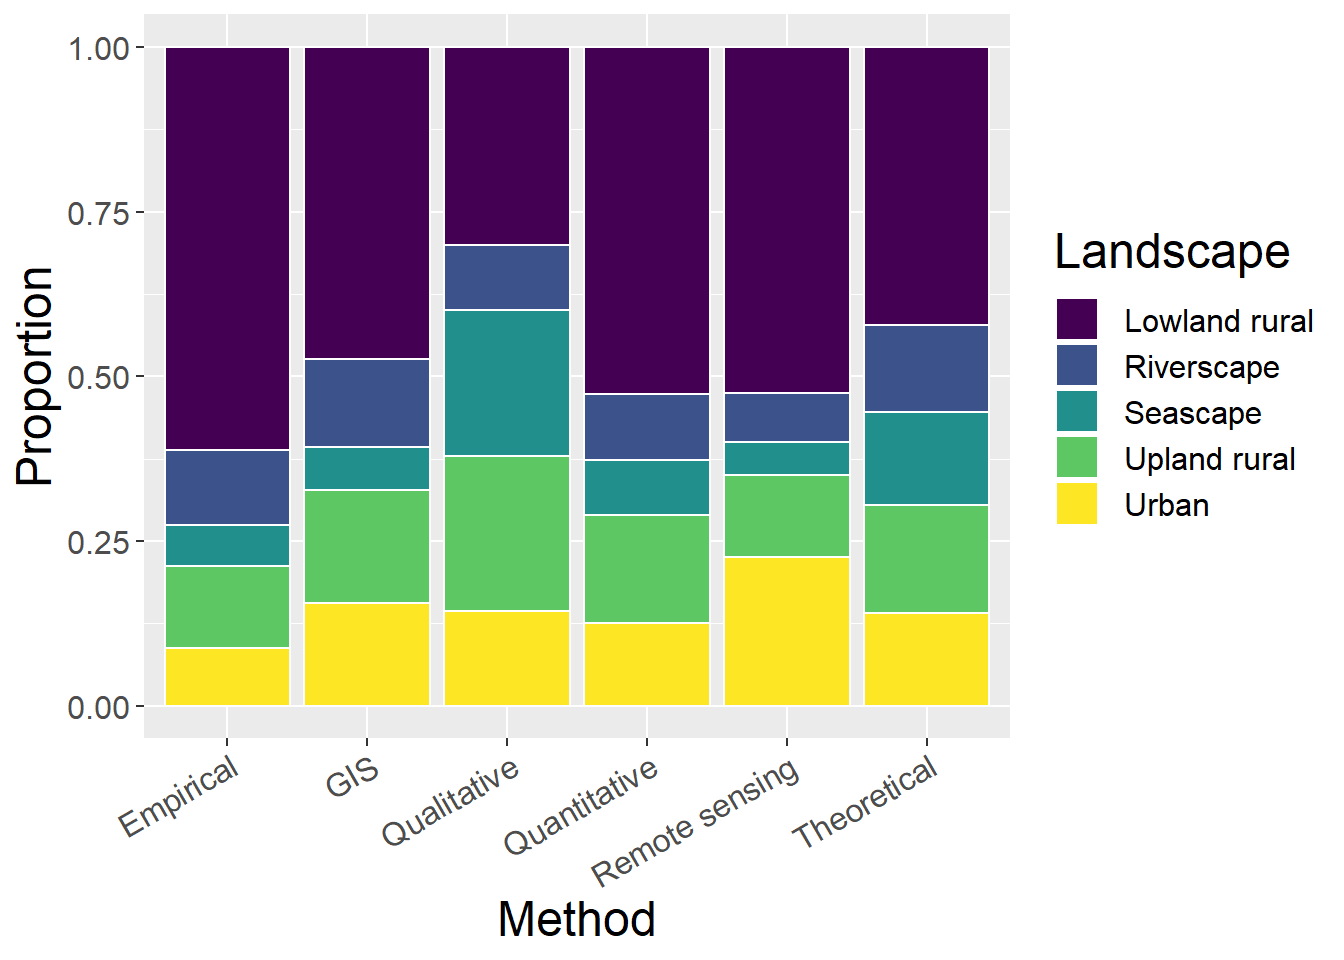 1.00
0.75
0.50
0.25
0.00
Proportion
Empirical
GIS
Qualitative
Quantitative
Remote sensing
Theoretical
Method
Landscape
Lowland rural
Riverscape
Seascape
Upland rural
Urban